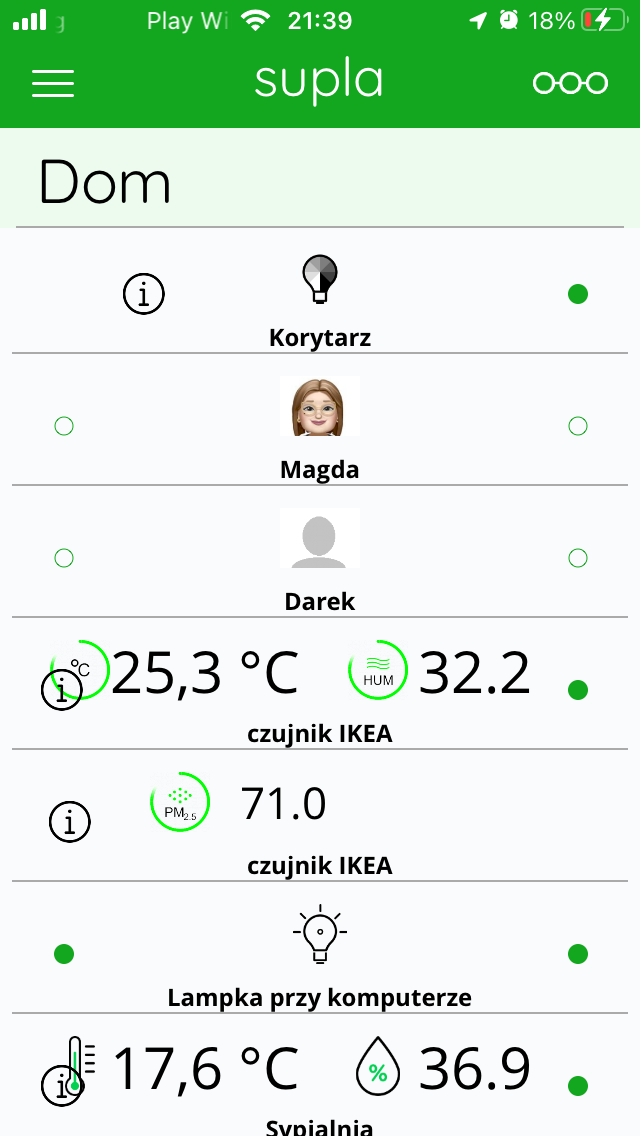 Play Wi 21:39 18%
supla
Dom
i
Korytarz
Magda
Darek
°C 25,3 °C HUM 32.2
i
czujnik IKEA
PM2.5 71.0
i
czujnik IKEA
Lampka przy komputerze
17,6 °C % 36.9
i
Sypialnia